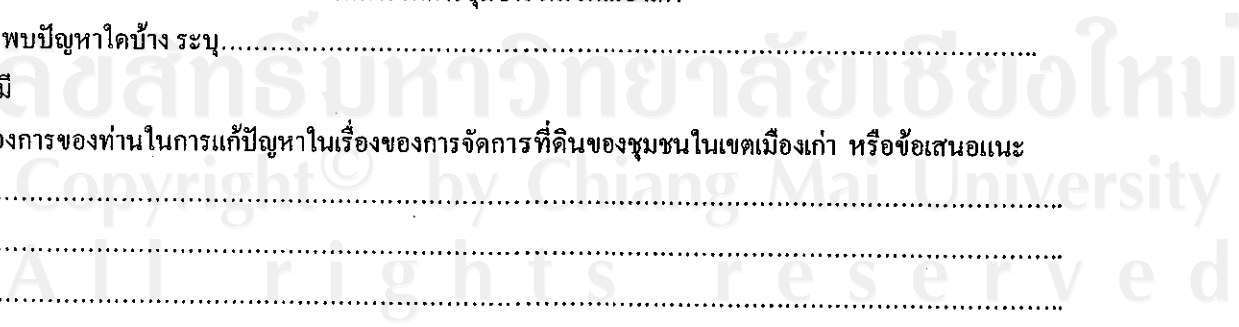 พบปัญหาใดบ้าง ระบุ........................................................................................................
มี
องการของท่านในการแก้ปัญหาในเรื่องของการจัดการที่ดินของชุมชนในเขตเมืองเก่า หรือข้อเสนอแนะ
ลิขสิทธิ์มหาวิทยาลัยเชียงใหม่
Copyright© by Chiang Mai University
All rights reserved